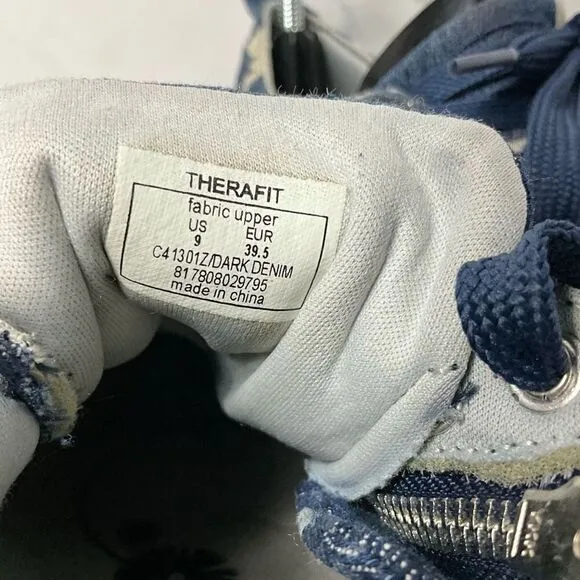 THERAFIT
fabric upper
US EUR
9 39.5
C41301Z/DARK DENIM
817808029795
made in china